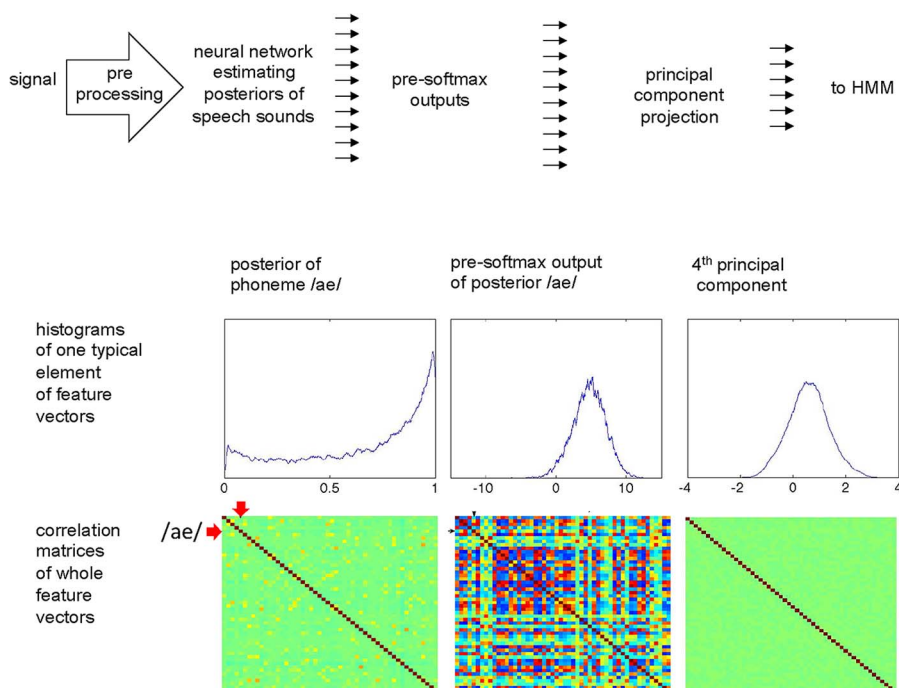 signal
pre
processing
neural network
estimating
posteriors of
speech sounds
pre-softmax
outputs
principal
component
projection
to HMM
posterior of
phoneme /ae/
pre-softmax output
of posterior /ae/
4th principal
component
histograms
of one typical
element
of feature
vectors
0 0.5 1
-10 0 10
-4 -2 0 2 4
correlation
matrices
of whole
feature
vectors
/ae/